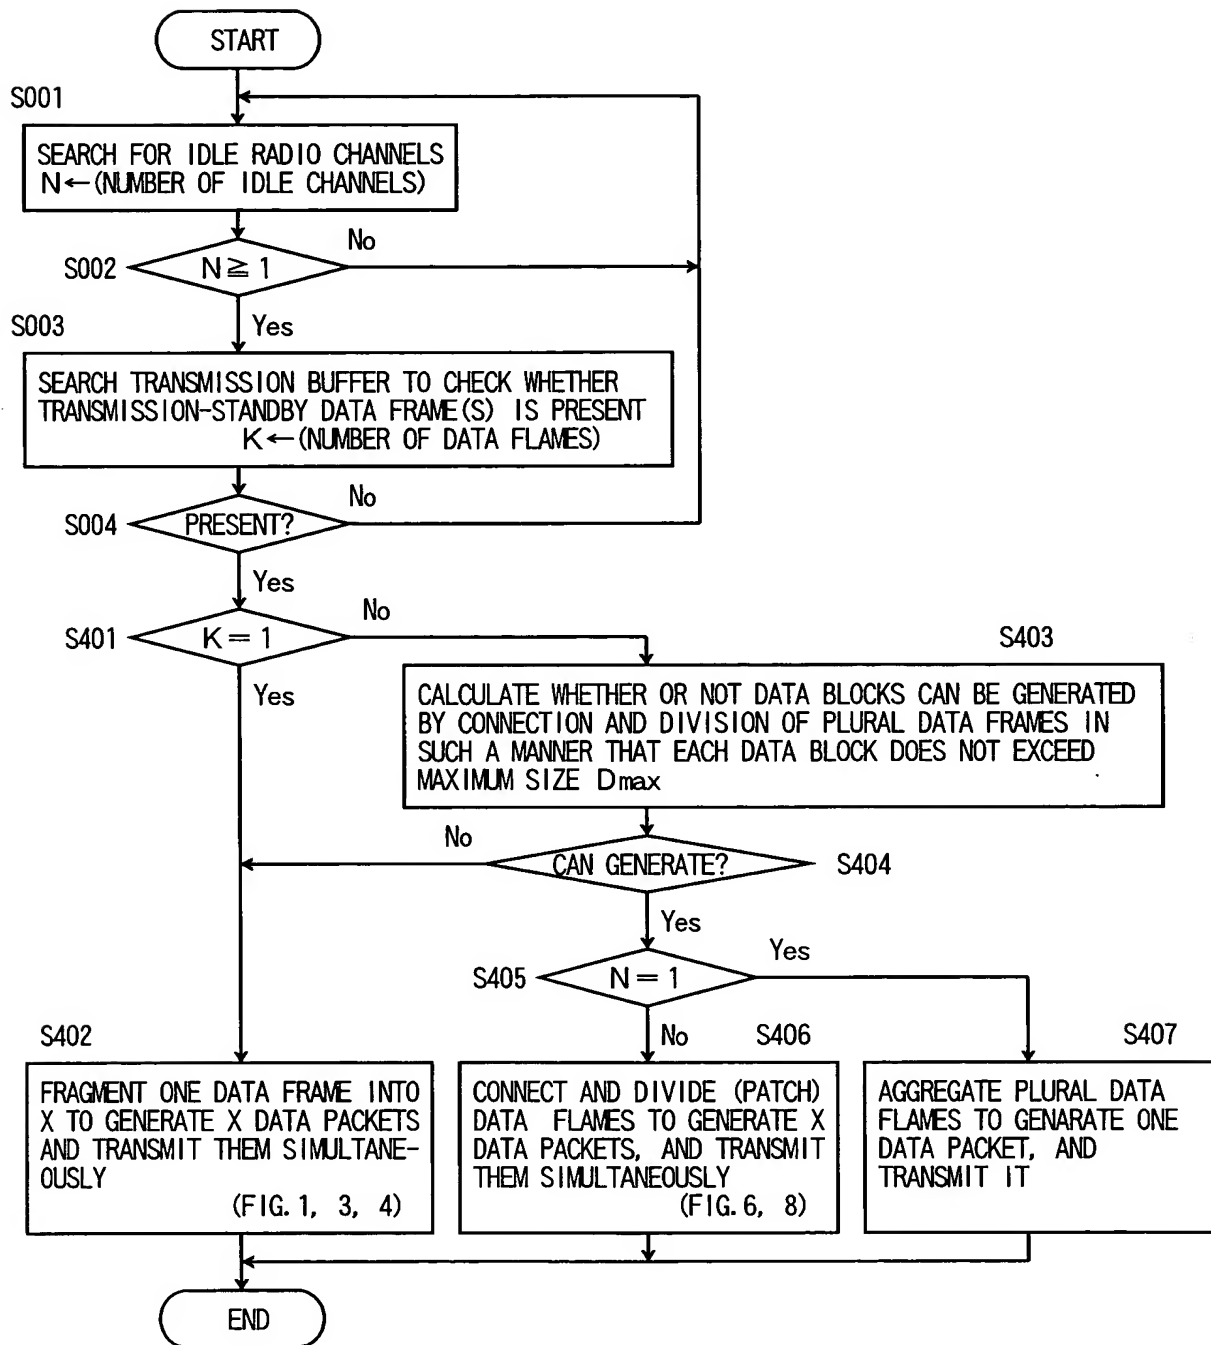 START
S001
SEARCH FOR IDLE RADIO CHANNELS
N←(NUMBER OF IDLE CHANNELS)
No
S002
N≧1
S003
Yes
SEARCH TRANSMISSION BUFFER TO CHECK WHETHER
TRANSMISSION-STANDBY DATA FRAME(S) IS PRESENT
K←(NUMBER OF DATA FLAMES)
No
S004
PRESENT?
Yes
No
S401
K=1
S403
Yes
CALCULATE WHETHER OR NOT DATA BLOCKS CAN BE GENERATED
BY CONNECTION AND DIVISION OF PLURAL DATA FRAMES IN
SUCH A MANNER THAT EACH DATA BLOCK DOES NOT EXCEED
MAXIMUM SIZE Dmax
No
CAN GENERATE?
S404
Yes
Yes
S405
N=1
S402
No
S406
S407
FRAGMENT ONE DATA FRAME INTO
X TO GENERATE X DATA PACKETS
AND TRANSMIT THEM SIMULTANE-
OUSLY
(FIG. 1, 3, 4)
CONNECT AND DIVIDE (PATCH)
DATA FLAMES TO GENERATE X
DATA PACKETS, AND TRANSMIT
THEM SIMULTANEOUSLY
(FIG. 6, 8)
AGGREGATE PLURAL DATA
FLAMES TO GENARATE ONE
DATA PACKET, AND
TRANSMIT IT
END